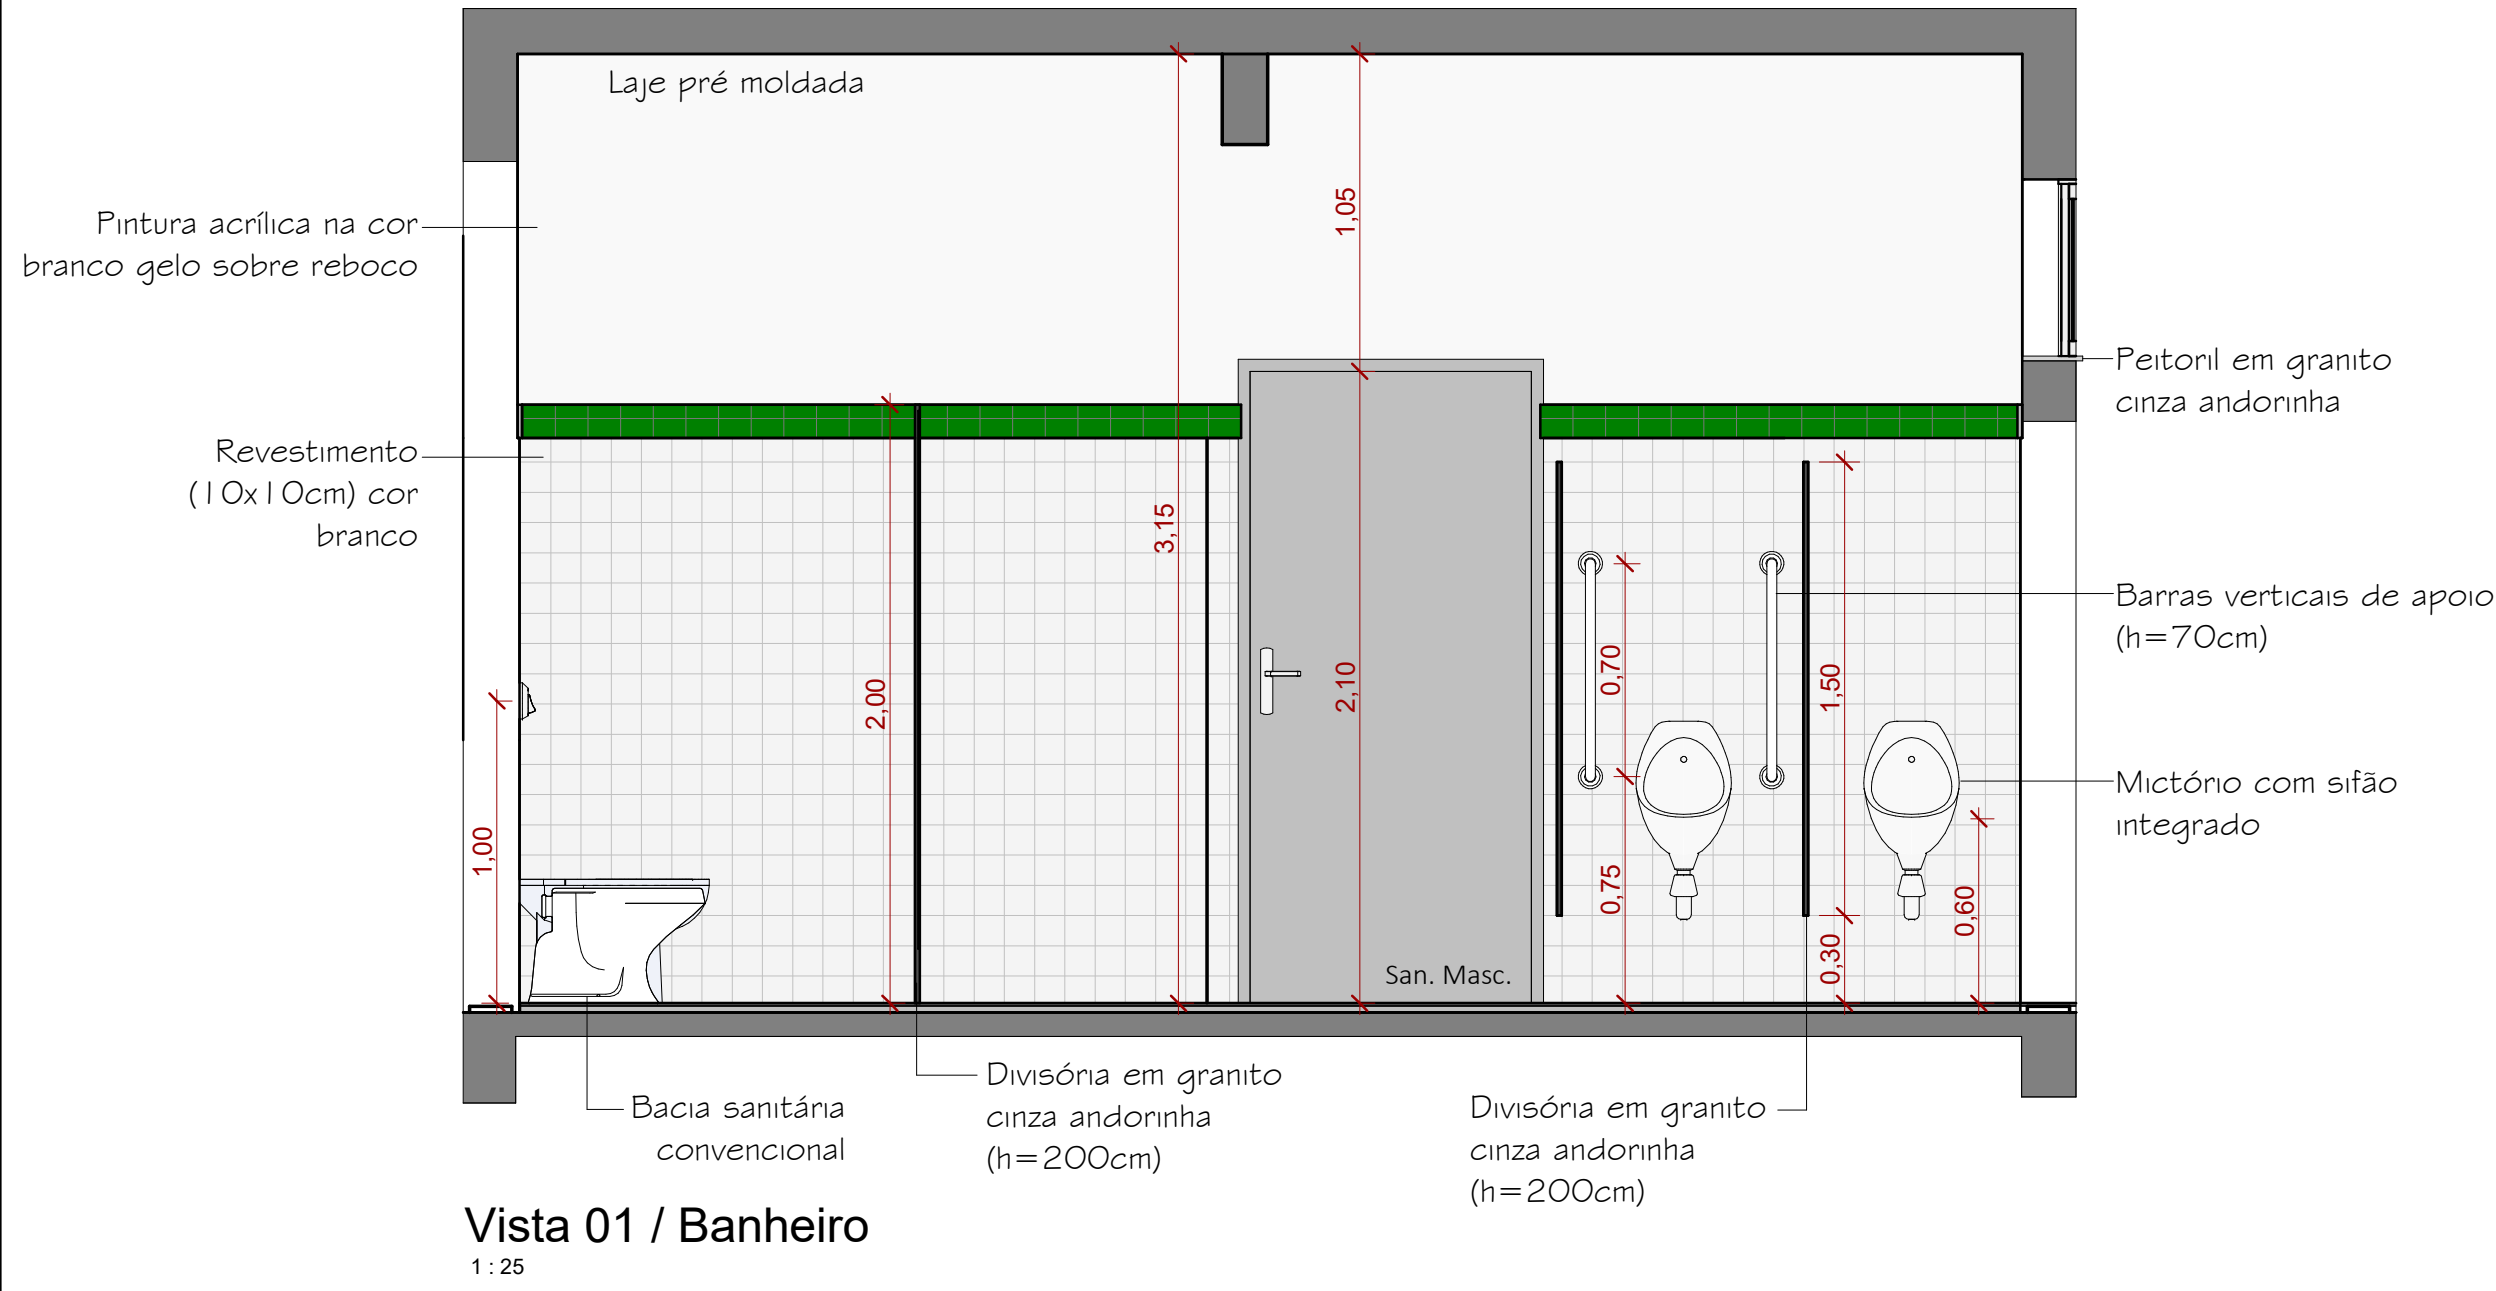 Laje pré moldada
Pintura acrílica na cor
branco gelo sobre reboco
1,05
Peitoril em granito
cinza andorinha
Revestimento
(10x10cm) cor
branco
3,15
Barras verticais de apoio
(h=70cm)
0,70
2,00
2,10
1,50
Mictório com sifão
integrado
1,00
0,75
0,60
0,30
San. Masc.
Bacia sanitária
convencional
Divisória em granito
cinza andorinha
(h=200cm)
Divisória em granito
cinza andorinha
(h=200cm)
Vista 01 / Banheiro
1 : 25